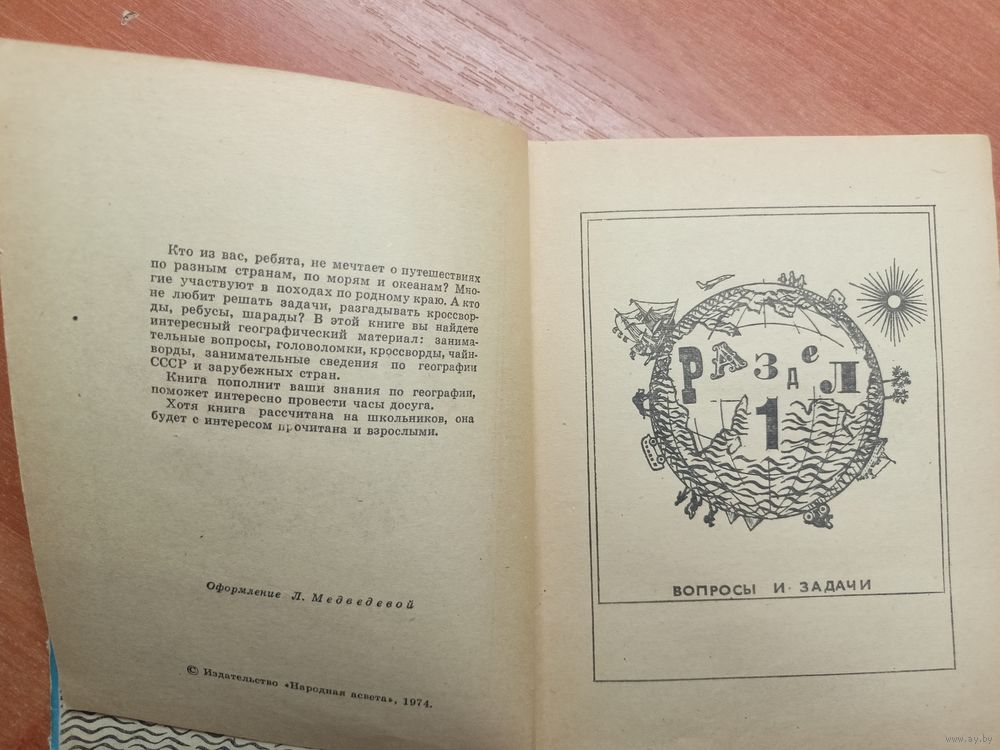 Кто из вас, ребята, не мечтает о путешествиях
по разным странам, по морям и океанам? Мно-
гие участвуют в походах по родному краю. А кто
не любит решать задачи, разгадывать кроссвор-
ды, ребусы, шарады? В этой книге вы найдете
интересный географический материал: занима-
тельные вопросы, головоломки, кроссворды, чайн-
ворды, занимательные сведения по географии
СССР и зарубежных стран.
Книга пополнит ваши знания по географии,
поможет интересно провести часы досуга.
Хотя книга рассчитана на школьников, она
будет с интересом прочитана и взрослыми.
Оформление Л. Медведевой
© Издательство «Народная асвета», 1974.
РАЗдеЛ
1
ВОПРОСЫ И ЗАДАЧИ
www.ay.by